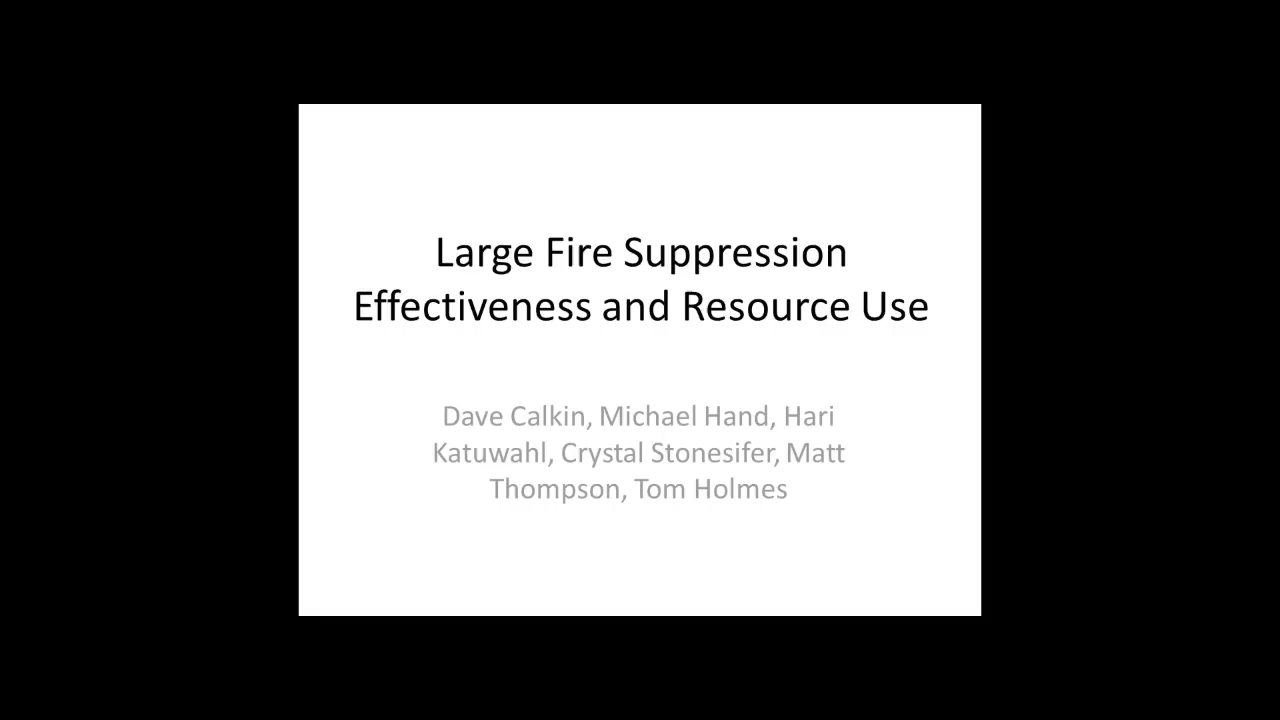 Large Fire Suppression
Effectiveness and Resource Use
Dave Calkin, Michael Hand, Hari
Katuwahl, Crystal Stonesifer, Matt
Thompson, Tom Holmes